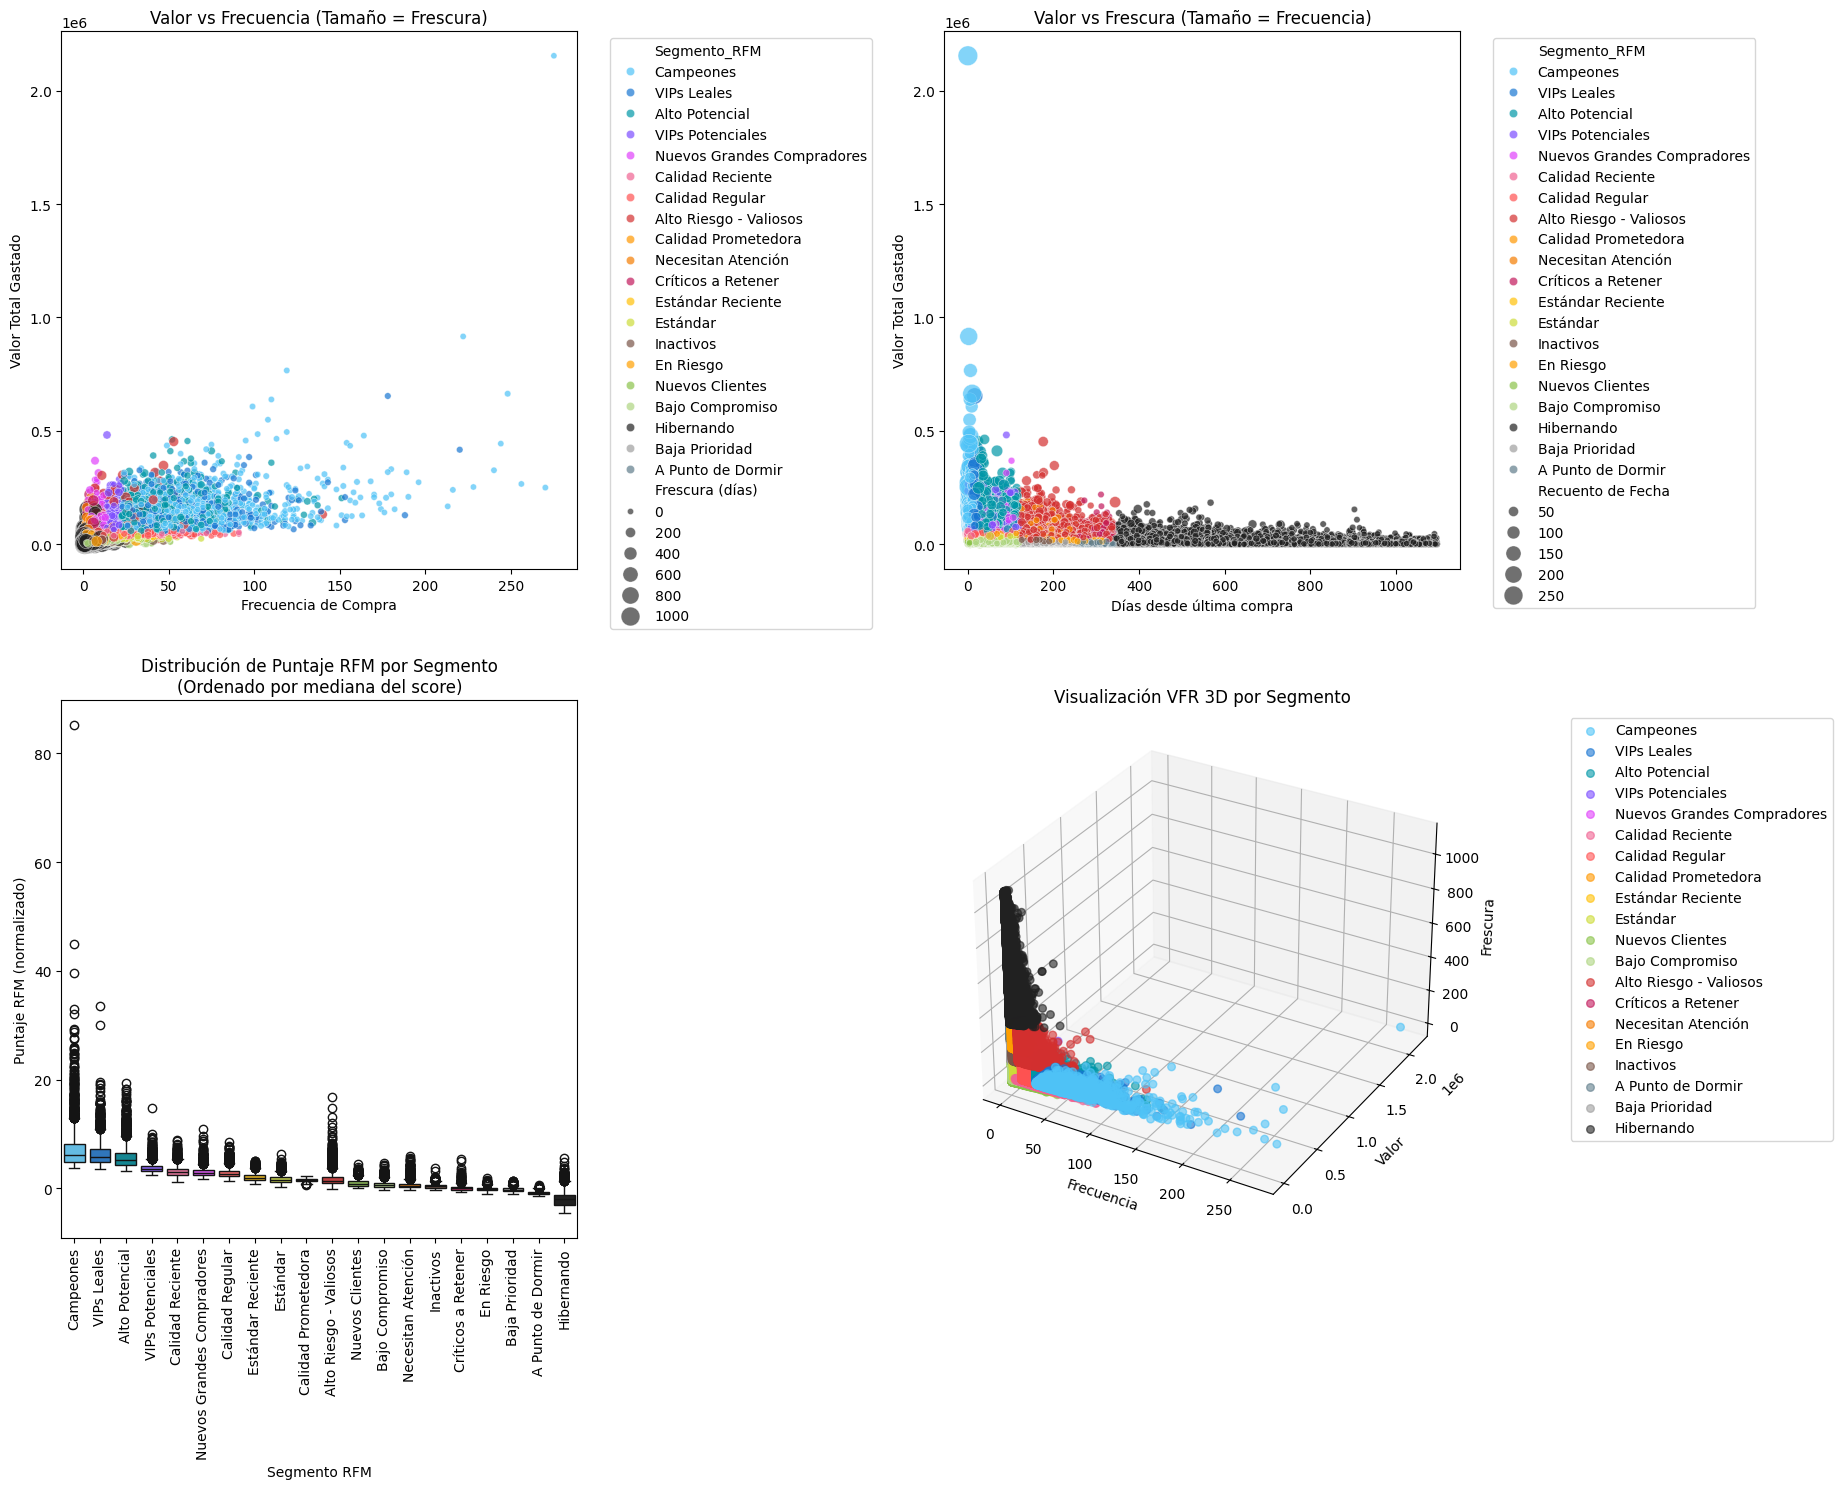 Valor vs Frecuencia (Tamaño = Frescura)
1e6
2.0
1.5
1.0
0.5
0.0
Valor Total Gastado
0
50
100
150
200
250
Frecuencia de Compra
Segmento_RFM
Campeones
VIPs Leales
Alto Potencial
VIPs Potenciales
Nuevos Grandes Compradores
Calidad Reciente
Calidad Regular
Alto Riesgo - Valiosos
Calidad Prometedora
Necesitan Atención
Críticos a Retener
Estándar Reciente
Estándar
Inactivos
En Riesgo
Nuevos Clientes
Bajo Compromiso
Hibernando
Baja Prioridad
A Punto de Dormir
Frescura (días)
0
200
400
600
800
1000
Valor vs Frescura (Tamaño = Frecuencia)
1e6
2.0
1.5
1.0
0.5
0.0
Valor Total Gastado
0
200
400
600
800
1000
Días desde última compra
Segmento_RFM
Campeones
VIPs Leales
Alto Potencial
VIPs Potenciales
Nuevos Grandes Compradores
Calidad Reciente
Calidad Regular
Alto Riesgo - Valiosos
Calidad Prometedora
Necesitan Atención
Críticos a Retener
Estándar Reciente
Estándar
Inactivos
En Riesgo
Nuevos Clientes
Bajo Compromiso
Hibernando
Baja Prioridad
A Punto de Dormir
Recuento de Fecha
50
100
150
200
250
Distribución de Puntaje RFM por Segmento
(Ordenado por mediana del score)
80
60
40
20
0
Puntaje RFM (normalizado)
Campeones
VIPs Leales
Alto Potencial
VIPs Potenciales
Calidad Reciente
Nuevos Grandes Compradores
Calidad Regular
Estándar Reciente
Estándar
Calidad Prometedora
Alto Riesgo - Valiosos
Nuevos Clientes
Bajo Compromiso
Necesitan Atención
Inactivos
Críticos a Retener
En Riesgo
Baja Prioridad
A Punto de Dormir
Hibernando
Segmento RFM
Visualización VFR 3D por Segmento
1000
800
600
400
200
0
Frescura
0
50
100
150
200
250
Frecuencia
0.0
0.5
1.0
1.5
2.0
1e6
Valor
Campeones
VIPs Leales
Alto Potencial
VIPs Potenciales
Nuevos Grandes Compradores
Calidad Reciente
Calidad Regular
Calidad Prometedora
Estándar Reciente
Estándar
Nuevos Clientes
Bajo Compromiso
Alto Riesgo - Valiosos
Críticos a Retener
Necesitan Atención
En Riesgo
Inactivos
A Punto de Dormir
Baja Prioridad
Hibernando